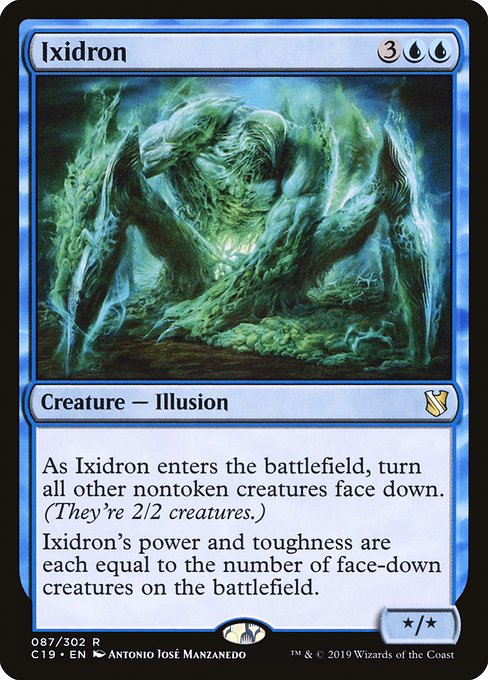 Ixidron 3
Creature — Illusion
As Ixidron enters the battlefield, turn
all other nontoken creatures face down.
(They're 2/2 creatures.)
Ixidron's power and toughness are
each equal to the number of face-down
creatures on the battlefield.
★/★
087/302 R
C19 • EN Antonio José Manzanedo
™ & © 2019 Wizards of the Coast